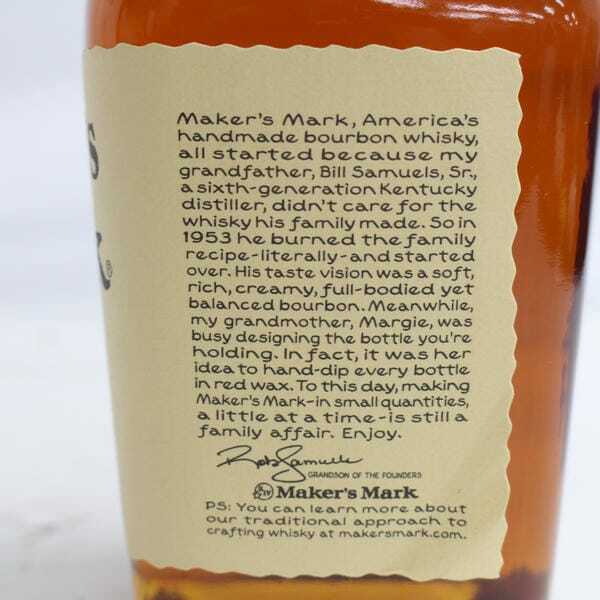 Maker's Mark, America's
handmade bourbon whisky,
all started because my
grandfather, Bill Samuels, Sr.,
a sixth-generation Kentucky
distiller, didn't care for the
whisky his family made. So in
1953 he burned the family
recipe-literally-and started
over. His taste vision was a soft,
rich, creamy, full-bodied yet
balanced bourbon. Meanwhile,
my grandmother, Margie, was
busy designing the bottle you're
holding. In fact, it was her
idea to hand-dip every bottle
in red wax. To this day, making
Maker's Mark-in small quantities,
a little at a time-is still a
family affair. Enjoy.
Rob Samuels
GRANDSON OF THE FOUNDERS
Maker's Mark
PS: You can learn more about
our traditional approach to
crafting whisky at makersmark.com.